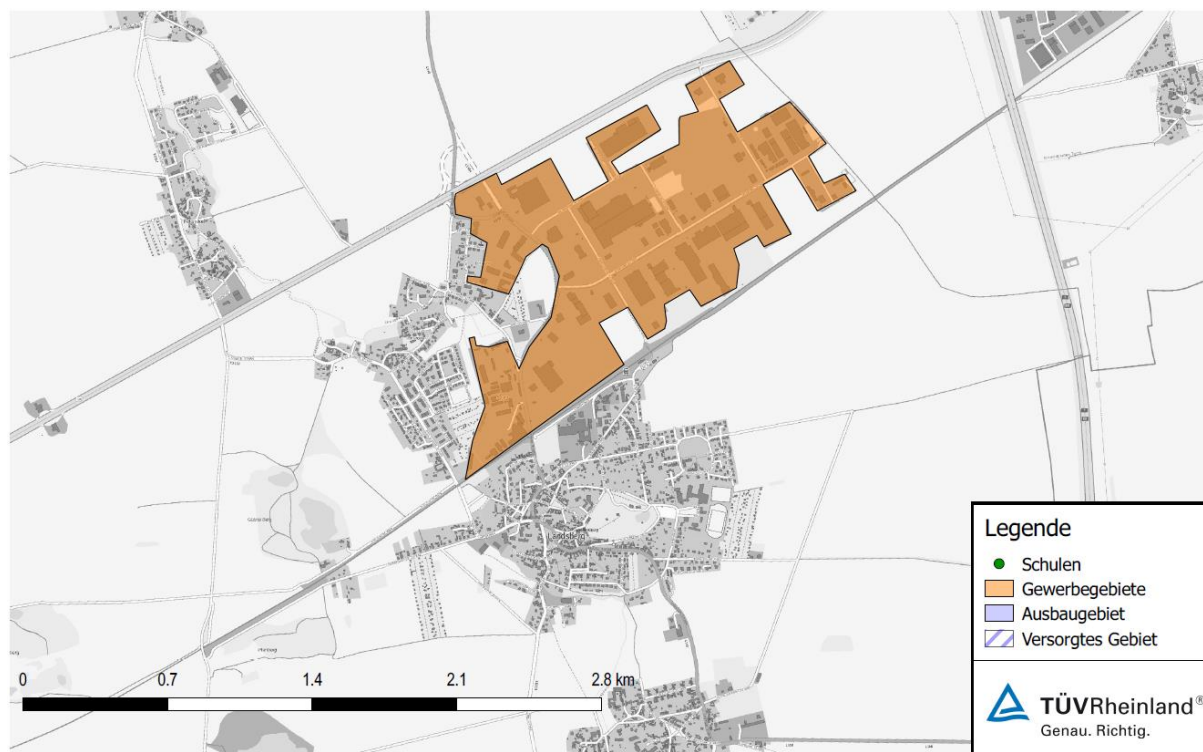 Landsberg
0 0.7 1.4 2.1 2.8 km
Legende
Schulen
Gewerbegebiete
Ausbaugebiet
Versorgtes Gebiet
TÜVRheinland®
Genau. Richtig.